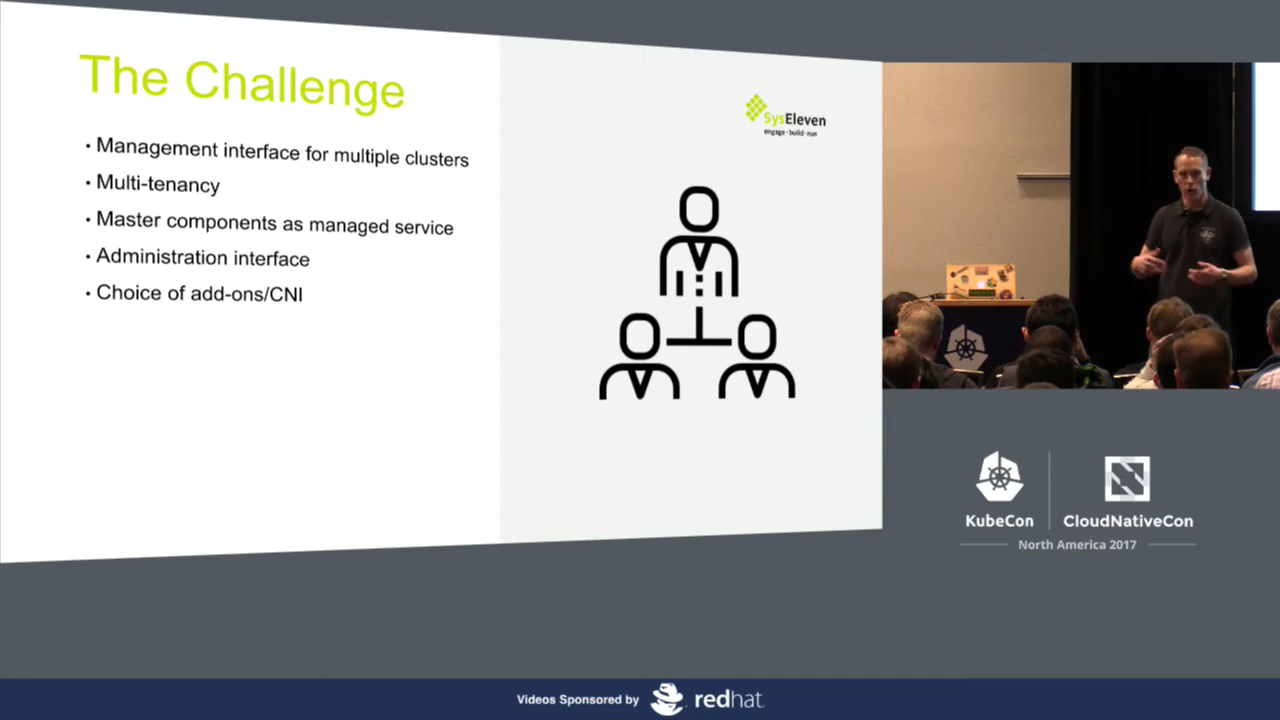 The Challenge
• Management interface for multiple clusters
• Multi-tenancy
• Master components as managed service
• Administration interface
• Choice of add-ons/CNI
SysEleven
engage · build · run
KubeCon
CloudNativeCon
North America 2017
Videos Sponsored by
redhat